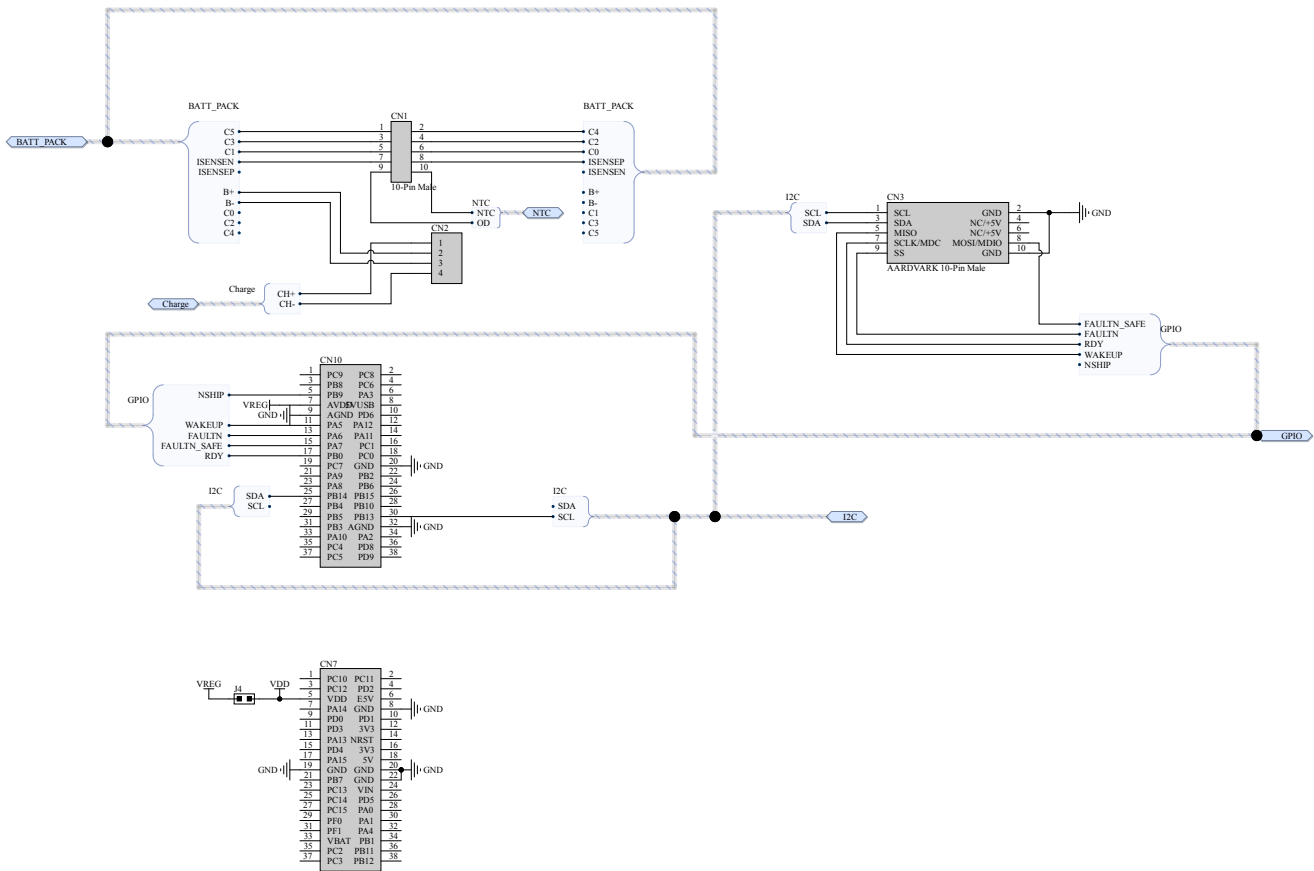 BATT_PACK
BATT_PACK
CN1
BATT_PACK
C5 1 2 C4
C3 3 4 C2
C1 5 6 C0
ISENSEN 7 8 ISENSEP
ISENSEP 9 10 ISENSEN
10-Pin Male
B+ B+
B- B-
C0 C1
C2 C3
C4 C5
NTC
NTC NTC
OD
CN2
1
2
3
4
Charge
Charge
CH+
CH-
I2C
CN3
SCL 1 SCL GND 2 GND
SDA 3 SDA NC/+5V 4
5 MISO NC/+5V 6
7 SCLK/MDC MOSI/MDIO 8
9 SS GND 10
AARDVARK 10-Pin Male
FAULTN_SAFE
GPIO
FAULTN
RDY
WAKEUP
NSHIP
GPIO
CN10
GPIO
1 PC9 PC8 2
3 PB8 PC6 4
NSHIP 5 PB9 PA3 6
VREG 7 AVDD 5VUSB 8
GND 9 AGND PD6 10
WAKEUP 11 PA5 PA12 12
FAULTN 13 PA6 PA11 14
FAULTN_SAFE 15 PA7 PC1 16
RDY 17 PB0 PC0 18
19 PC7 GND 20 GND
21 PA9 PB2 22
23 PA8 PB6 24
I2C
SDA 25 PB14 PB15 26
SCL 27 PB4 PB10 28
29 PB5 PB13 30
31 PB3 AGND 32 GND
33 PA10 PA2 34
35 PC4 PD8 36
37 PC5 PD9 38
I2C
SDA
SCL
I2C
CN7
1 PC10 PC11 2
3 PC12 PD2 4
VREG J4 VDD
5 VDD E5V 6
7 PA14 GND 8 GND
9 PD0 PD1 10
11 PD3 3V3 12
13 PA13 NRST 14
15 PD4 3V3 16
17 PA15 5V 18
GND 19 GND GND 20 GND
21 PB7 GND 22
23 PC13 VIN 24
25 PC14 PD5 26
27 PC15 PA0 28
29 PF0 PA1 30
31 PF1 PA4 32
33 VBAT PB1 34
35 PC2 PB11 36
37 PC3 PB12 38